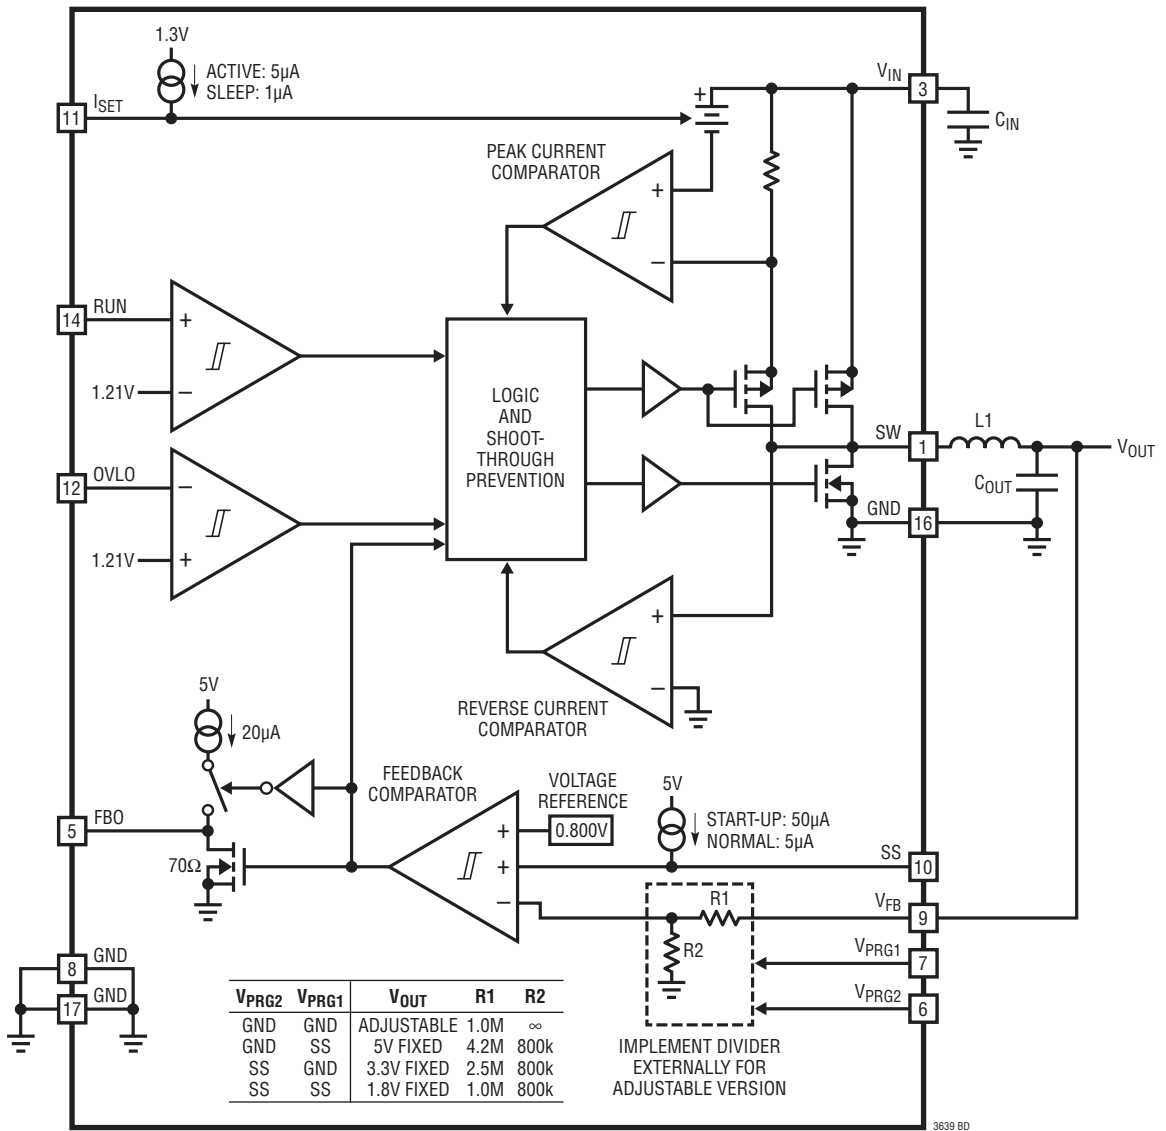 1.3V
ACTIVE: 5µA
SLEEP: 1µA
11
ISET
+
VIN
3
CIN
PEAK CURRENT
COMPARATOR
+
–
14
RUN
+
1.21V
–
12
OVLO
–
1.21V
+
LOGIC
AND
SHOOT-
THROUGH
PREVENTION
SW
1
L1
VOUT
COUT
GND
16
+
–
REVERSE CURRENT
COMPARATOR
5V
20µA
FEEDBACK
COMPARATOR
VOLTAGE
REFERENCE
0.800V
5V
START-UP: 50µA
NORMAL: 5µA
5
FBO
70Ω
+
+
–
SS
10
R1
VFB
9
R2
VPRG1
7
VPRG2
6
8
GND
17
GND
VPRG2 VPRG1 VOUT R1 R2
GND GND ADJUSTABLE 1.0M ∞
GND SS 5V FIXED 4.2M 800k
SS GND 3.3V FIXED 2.5M 800k
SS SS 1.8V FIXED 1.0M 800k
IMPLEMENT DIVIDER
EXTERNALLY FOR
ADJUSTABLE VERSION
3639 BD